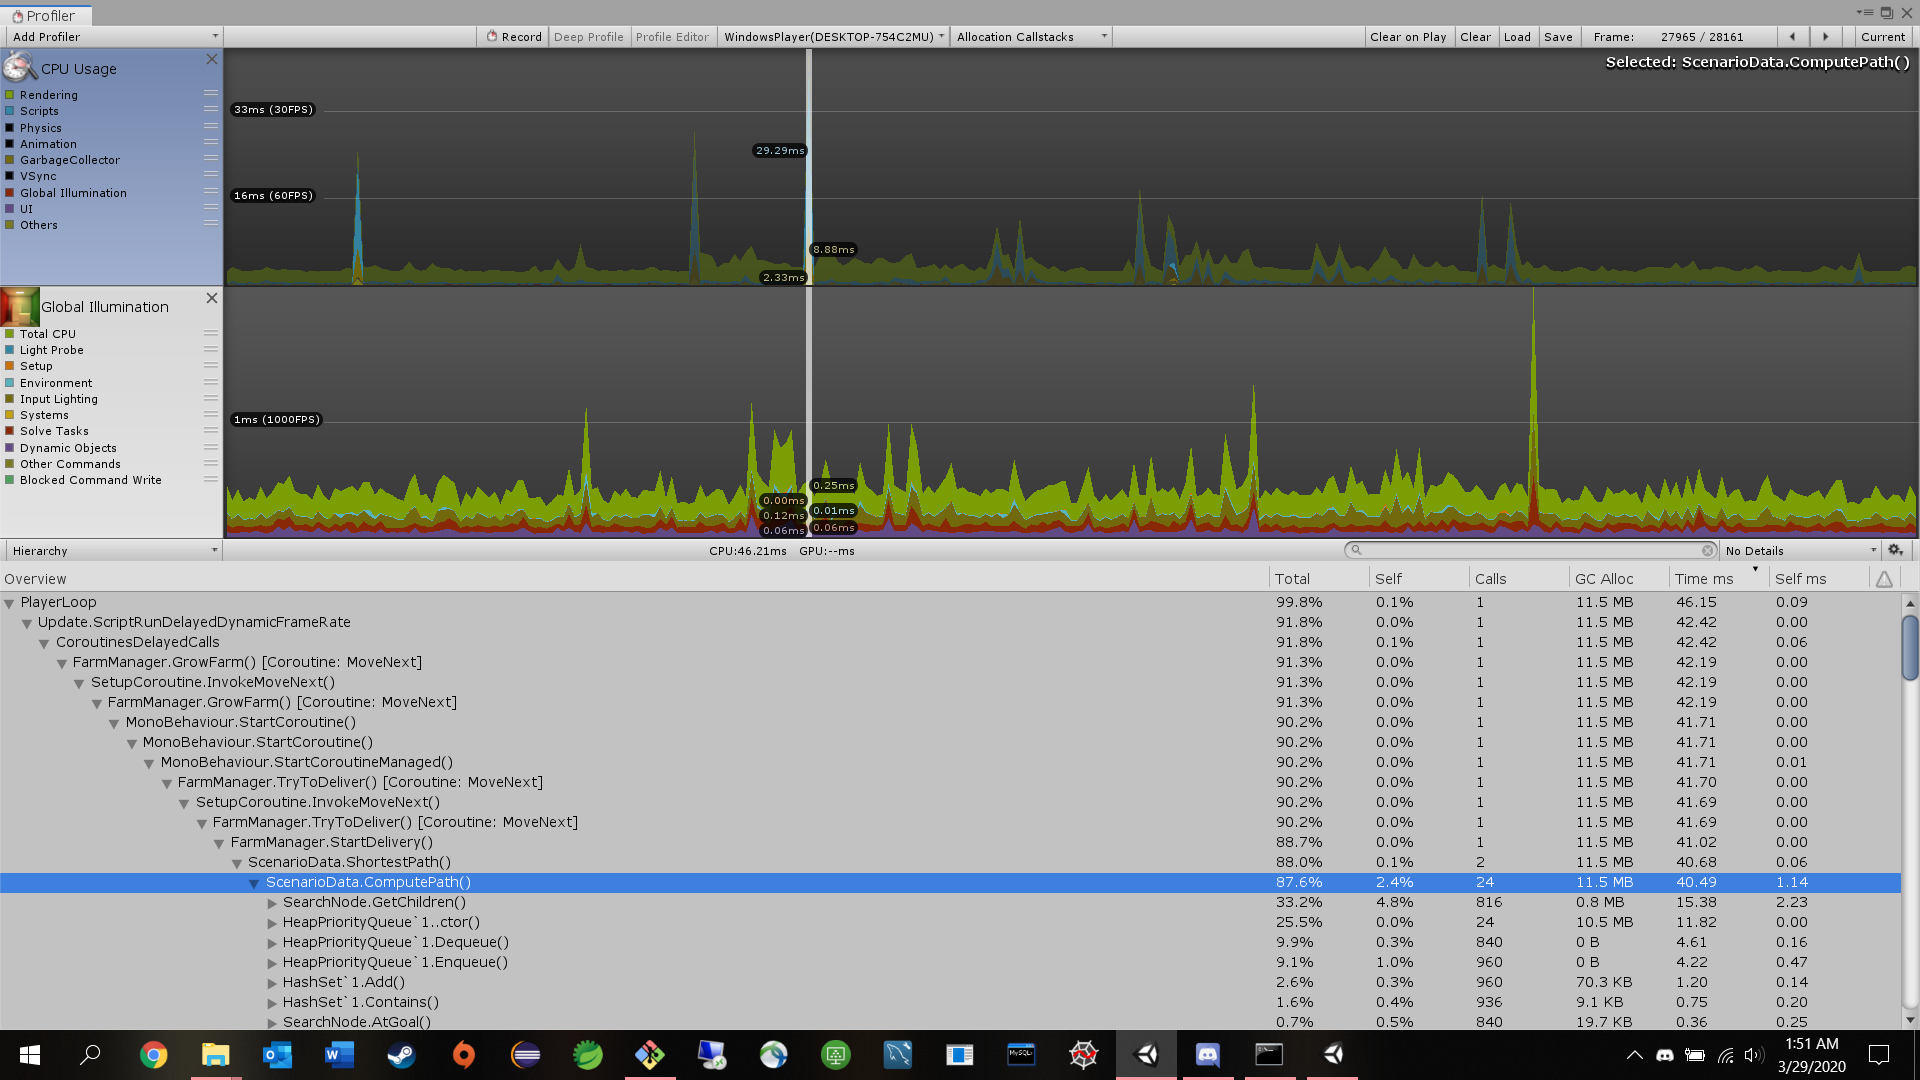 Profiler
Add Profiler
Record
Deep Profile
Profile Editor
WindowsPlayer(DESKTOP-754C2MU)
Allocation Callstacks
Clear on Play
Clear
Load
Save
Frame: 27965 / 28161
Current
CPU Usage
Rendering
Scripts
Physics
Animation
GarbageCollector
VSync
Global Illumination
UI
Others
Selected: ScenarioData.ComputePath()
33ms (30FPS)
29.29ms
16ms (60FPS)
8.88ms
2.33ms
Global Illumination
Total CPU
Light Probe
Setup
Environment
Input Lighting
Systems
Solve Tasks
Dynamic Objects
Other Commands
Blocked Command Write
1ms (1000FPS)
0.25ms
0.00ms
0.01ms
0.12ms
0.06ms
0.06ms
Hierarchy
CPU:46.21ms GPU:--ms
No Details
Overview Total Self Calls GC Alloc Time ms Self ms
PlayerLoop 99.8% 0.1% 1 11.5 MB 46.15 0.09
Update.ScriptRunDelayedDynamicFrameRate 91.8% 0.0% 1 11.5 MB 42.42 0.00
CoroutinesDelayedCalls 91.8% 0.1% 1 11.5 MB 42.42 0.06
FarmManager.GrowFarm() [Coroutine: MoveNext] 91.3% 0.0% 1 11.5 MB 42.19 0.00
SetupCoroutine.InvokeMoveNext() 91.3% 0.0% 1 11.5 MB 42.19 0.00
FarmManager.GrowFarm() [Coroutine: MoveNext] 91.3% 0.0% 1 11.5 MB 42.19 0.00
MonoBehaviour.StartCoroutine() 90.2% 0.0% 1 11.5 MB 41.71 0.00
MonoBehaviour.StartCoroutine() 90.2% 0.0% 1 11.5 MB 41.71 0.00
MonoBehaviour.StartCoroutineManaged() 90.2% 0.0% 1 11.5 MB 41.71 0.01
FarmManager.TryToDeliver() [Coroutine: MoveNext] 90.2% 0.0% 1 11.5 MB 41.70 0.00
SetupCoroutine.InvokeMoveNext() 90.2% 0.0% 1 11.5 MB 41.69 0.00
FarmManager.TryToDeliver() [Coroutine: MoveNext] 90.2% 0.0% 1 11.5 MB 41.69 0.00
FarmManager.StartDelivery() 88.7% 0.0% 1 11.5 MB 41.02 0.00
ScenarioData.ShortestPath() 88.0% 0.1% 2 11.5 MB 40.68 0.06
ScenarioData.ComputePath() 87.6% 2.4% 24 11.5 MB 40.49 1.14
SearchNode.GetChildren() 33.2% 4.8% 816 0.8 MB 15.38 2.23
HeapPriorityQueue`1..ctor() 25.5% 0.0% 24 10.5 MB 11.82 0.00
HeapPriorityQueue`1.Dequeue() 9.9% 0.3% 840 0 B 4.61 0.16
HeapPriorityQueue`1.Enqueue() 9.1% 1.0% 960 0 B 4.22 0.47
HashSet`1.Add() 2.6% 0.3% 960 70.3 KB 1.20 0.14
HashSet`1.Contains() 1.6% 0.4% 936 9.1 KB 0.75 0.20
SearchNode.AtGoal() 0.7% 0.5% 840 19.7 KB 0.36 0.25
MySQL
1:51 AM
3/29/2020